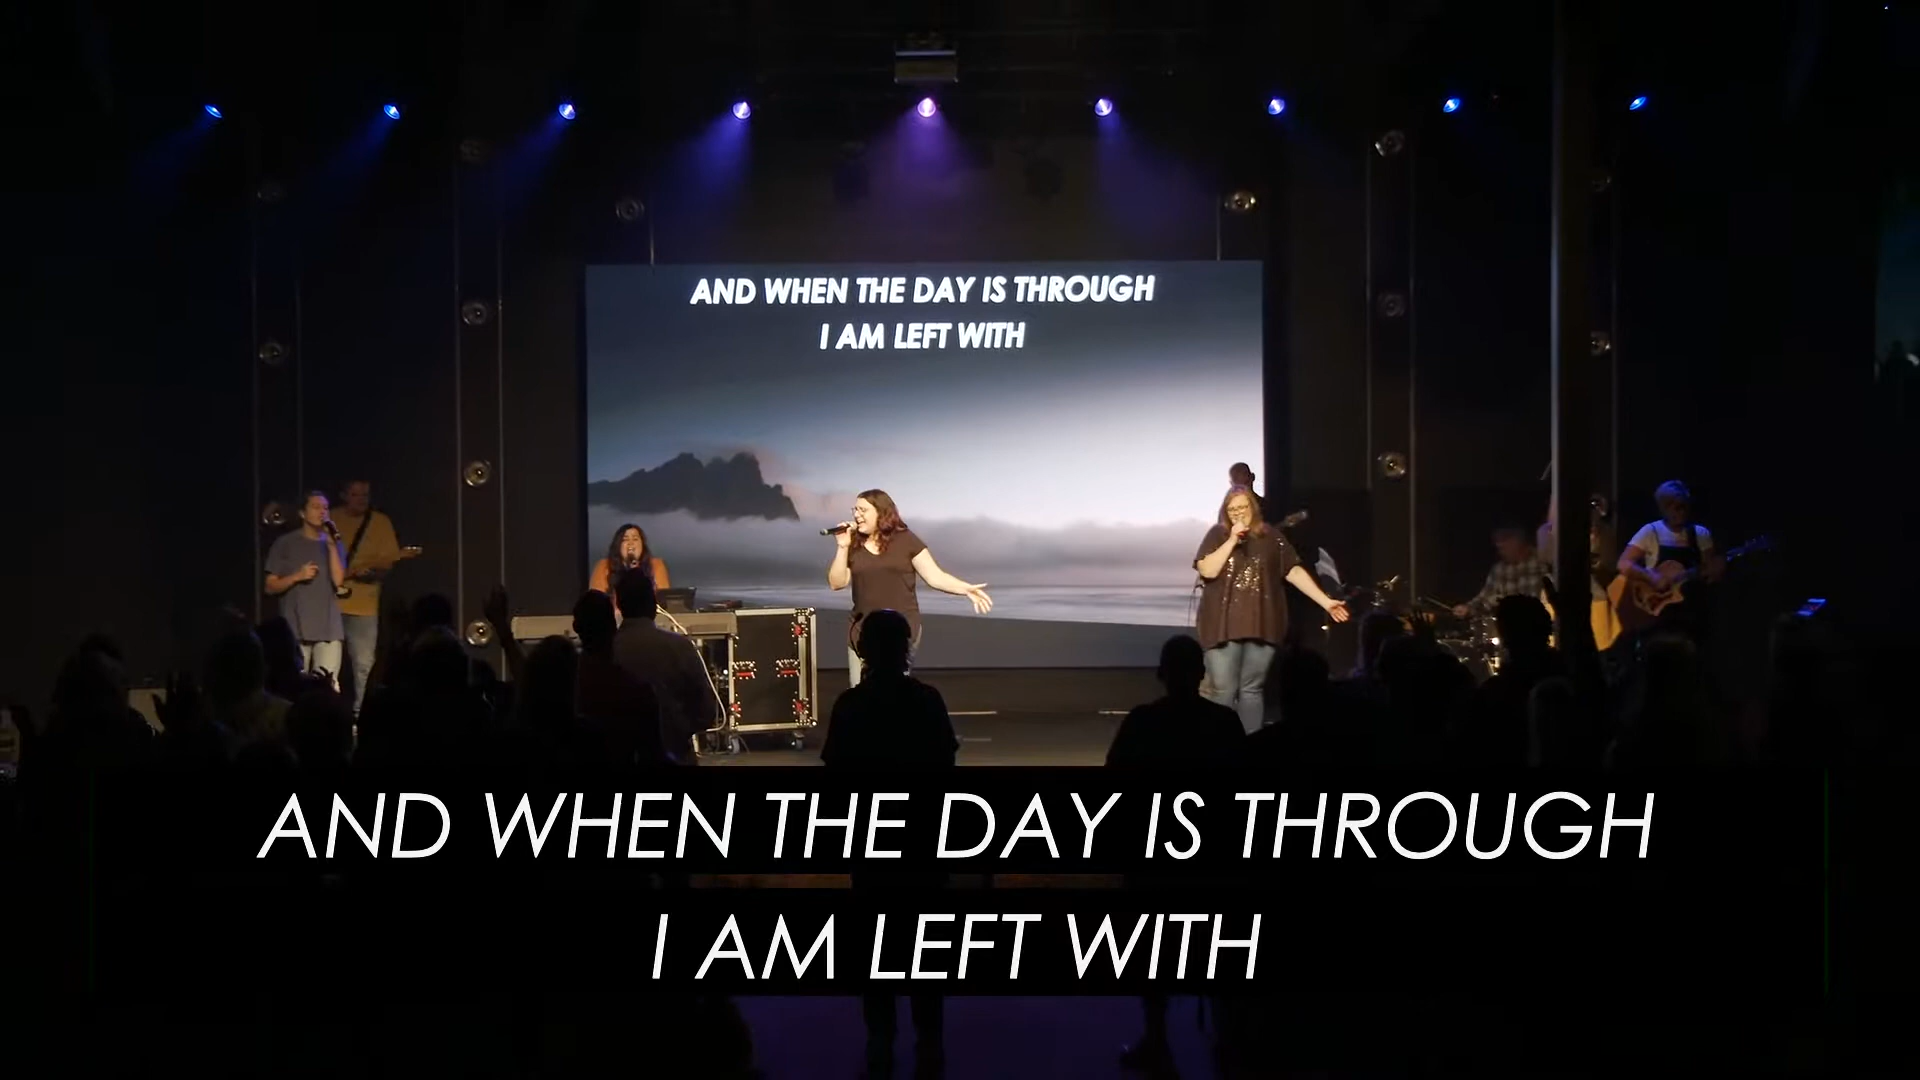 AND WHEN THE DAY IS THROUGH
I AM LEFT WITH
AND WHEN THE DAY IS THROUGH
I AM LEFT WITH